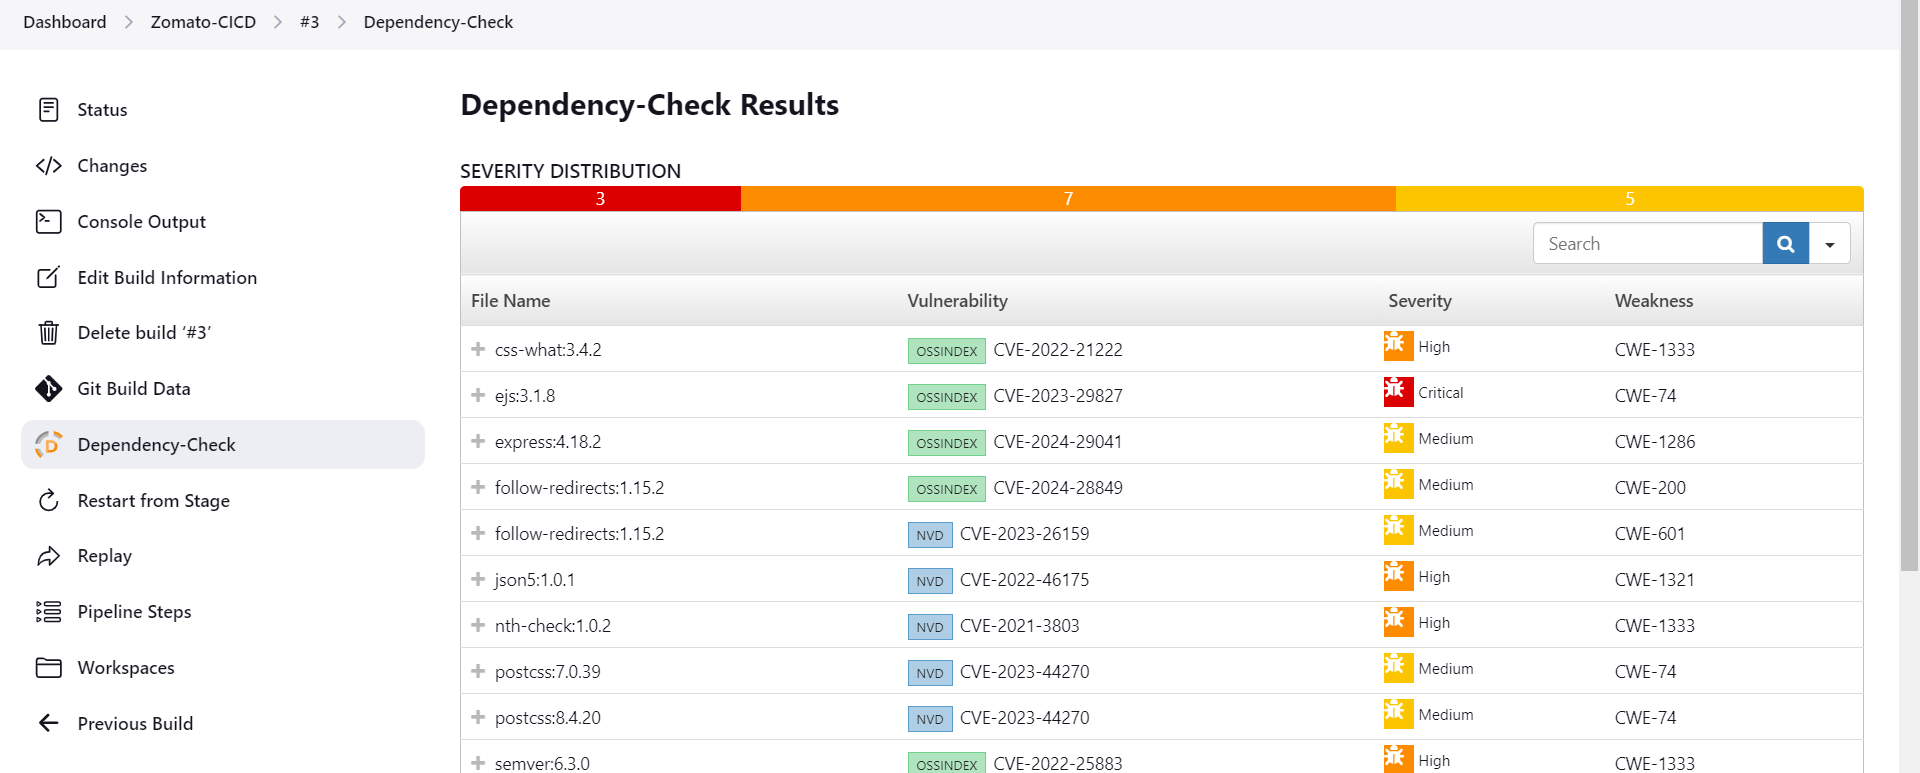 Dashboard > Zomato-CICD > #3 > Dependency-Check
Status
Changes
Console Output
Edit Build Information
Delete build ‘#3’
Git Build Data
Dependency-Check
Restart from Stage
Replay
Pipeline Steps
Workspaces
Previous Build
Dependency-Check Results
SEVERITY DISTRIBUTION
3 7 5
Search
File Name Vulnerability Severity Weakness
css-what:3.4.2 OSSINDEX CVE-2022-21222 High CWE-1333
ejs:3.1.8 OSSINDEX CVE-2023-29827 Critical CWE-74
express:4.18.2 OSSINDEX CVE-2024-29041 Medium CWE-1286
follow-redirects:1.15.2 OSSINDEX CVE-2024-28849 Medium CWE-200
follow-redirects:1.15.2 NVD CVE-2023-26159 Medium CWE-601
json5:1.0.1 NVD CVE-2022-46175 High CWE-1321
nth-check:1.0.2 NVD CVE-2021-3803 High CWE-1333
postcss:7.0.39 NVD CVE-2023-44270 Medium CWE-74
postcss:8.4.20 NVD CVE-2023-44270 Medium CWE-74
semver:6.3.0 OSSINDEX CVE-2022-25883 High CWE-1333